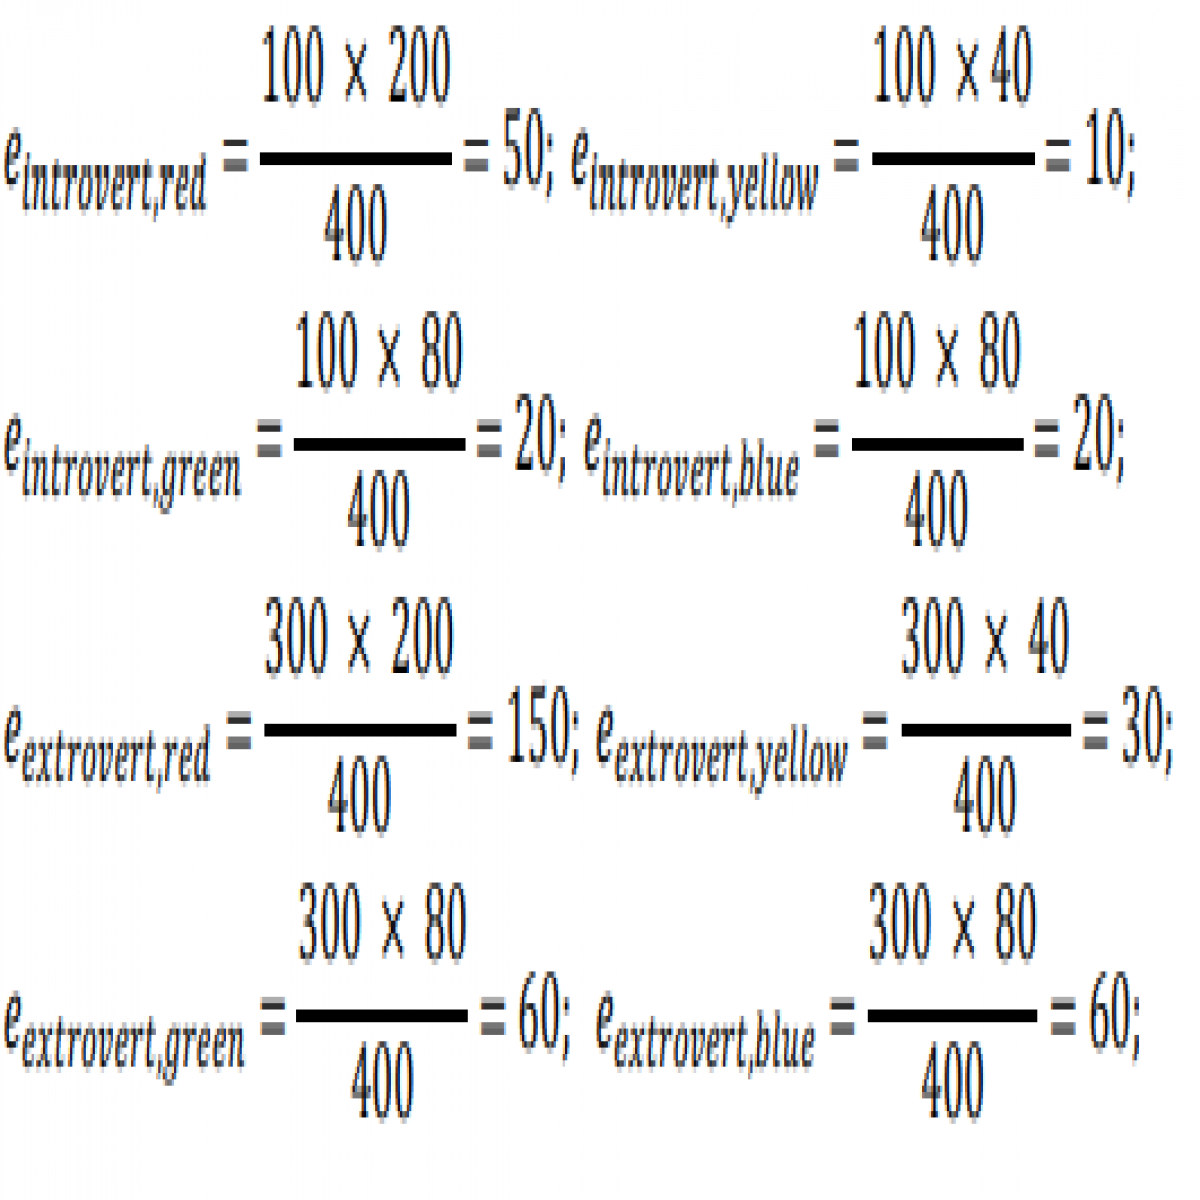 e_introvert,red = 100 × 200 / 400 = 50; e_introvert,yellow = 100 × 40 / 400 = 10;
e_introvert,green = 100 × 80 / 400 = 20; e_introvert,blue = 100 × 80 / 400 = 20;
e_extrovert,red = 300 × 200 / 400 = 150; e_extrovert,yellow = 300 × 40 / 400 = 30;
e_extrovert,green = 300 × 80 / 400 = 60; e_extrovert,blue = 300 × 80 / 400 = 60;